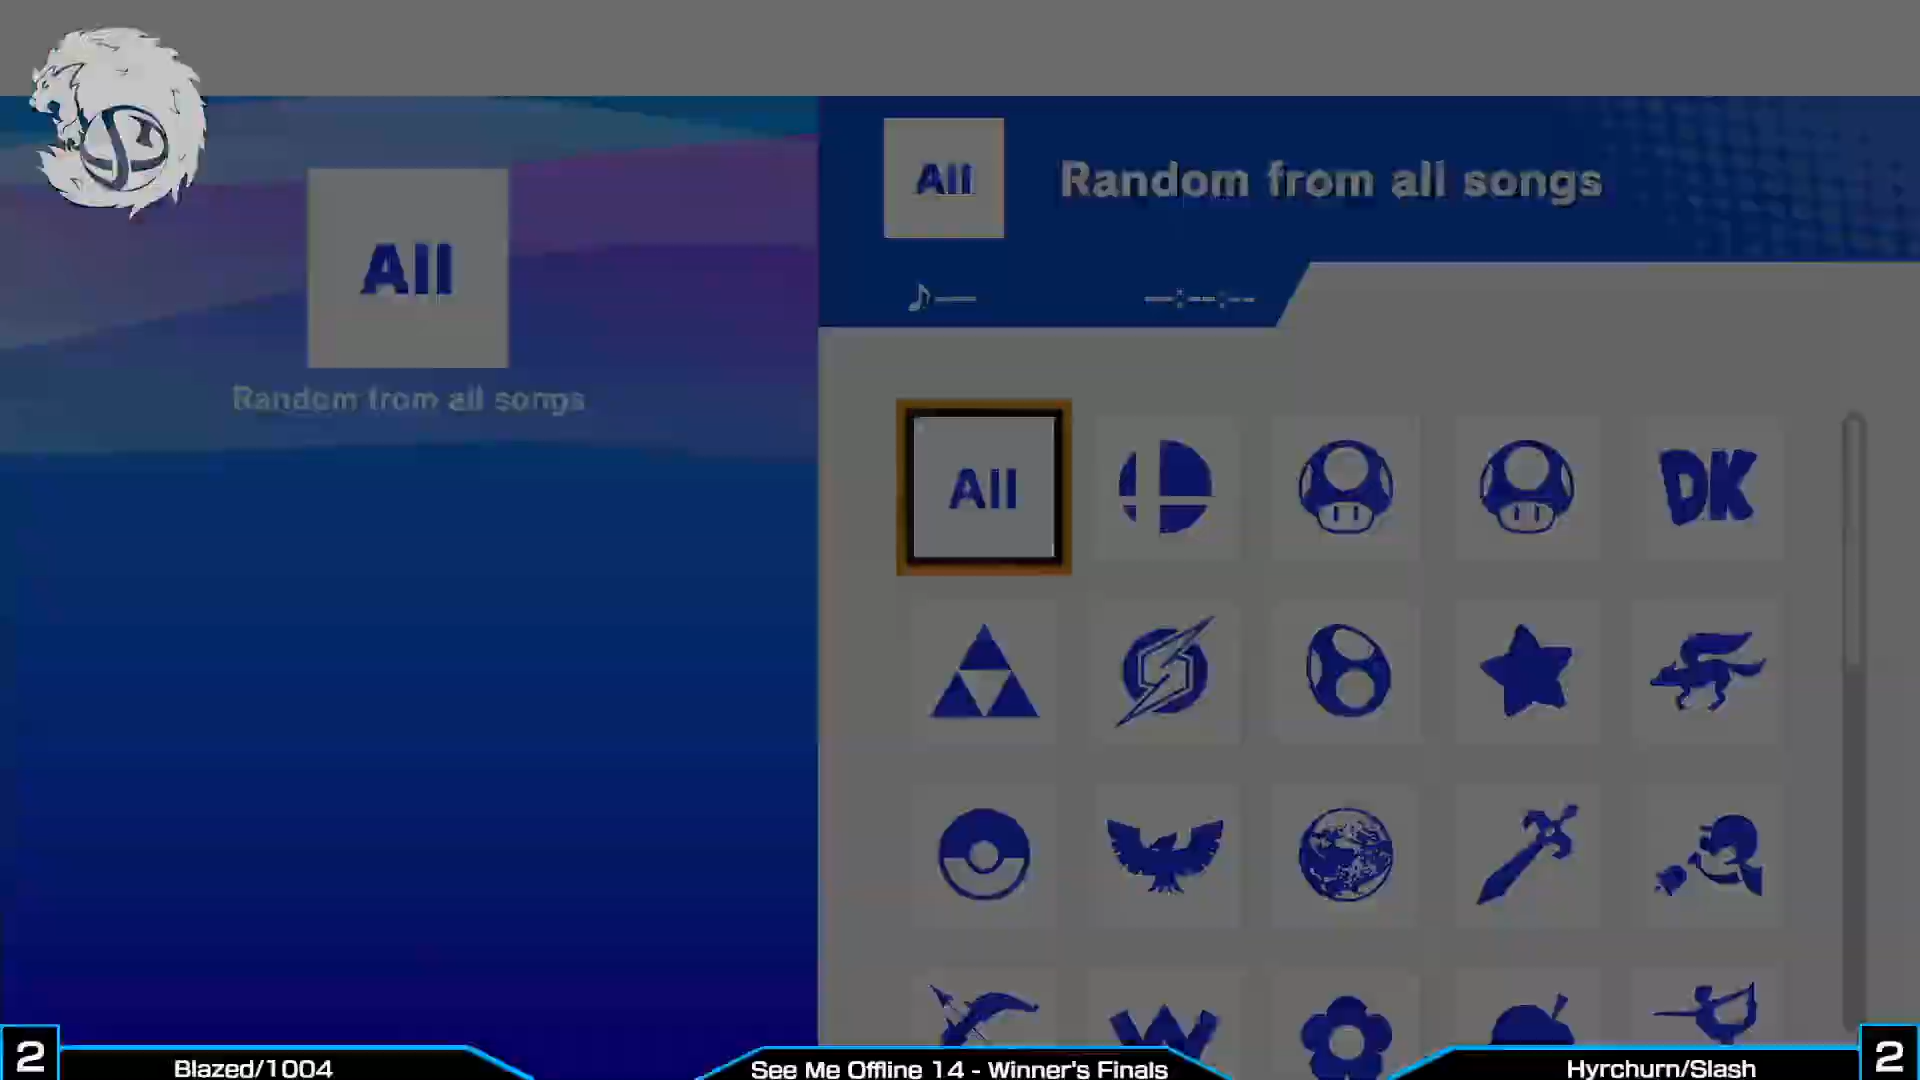 All
Random from all songs
All
Random from all songs
All
DK
2
Blazed/1004
See Me Offline 14 - Winner's Finals
Hyrchurn/Slash
2